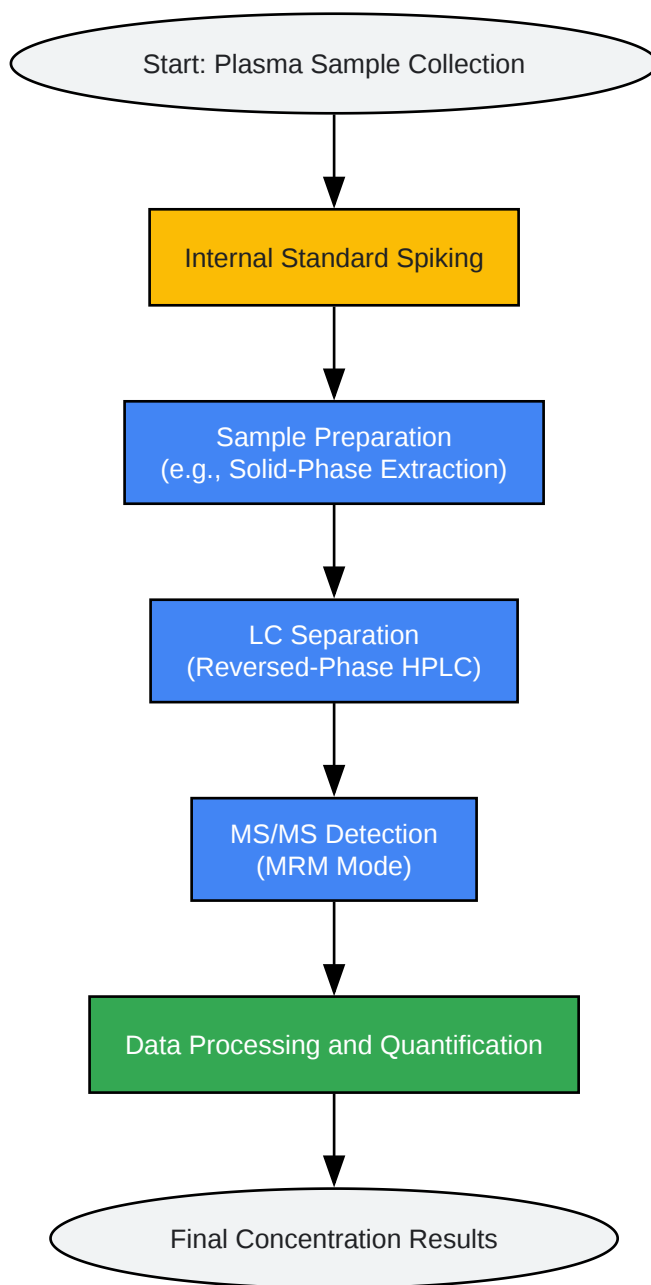 Start: Plasma Sample Collection
Internal Standard Spiking
Sample Preparation
(e.g., Solid-Phase Extraction)
LC Separation
(Reversed-Phase HPLC)
MS/MS Detection
(MRM Mode)
Data Processing and Quantification
Final Concentration Results